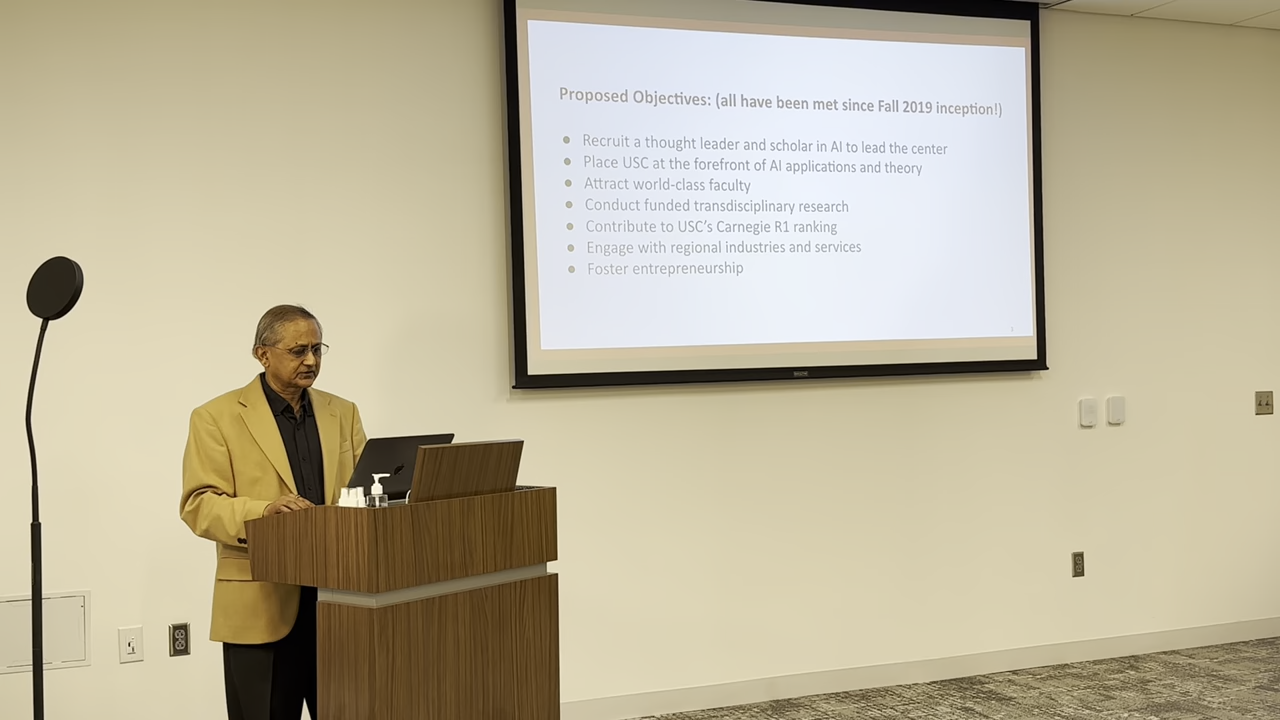 Proposed Objectives: (all have been met since Fall 2019 inception!)
● Recruit a thought leader and scholar in AI to lead the center
● Place USC at the forefront of AI applications and theory
● Attract world-class faculty
● Conduct funded transdisciplinary research
● Contribute to USC's Carnegie R1 ranking
● Engage with regional industries and services
● Foster entrepreneurship